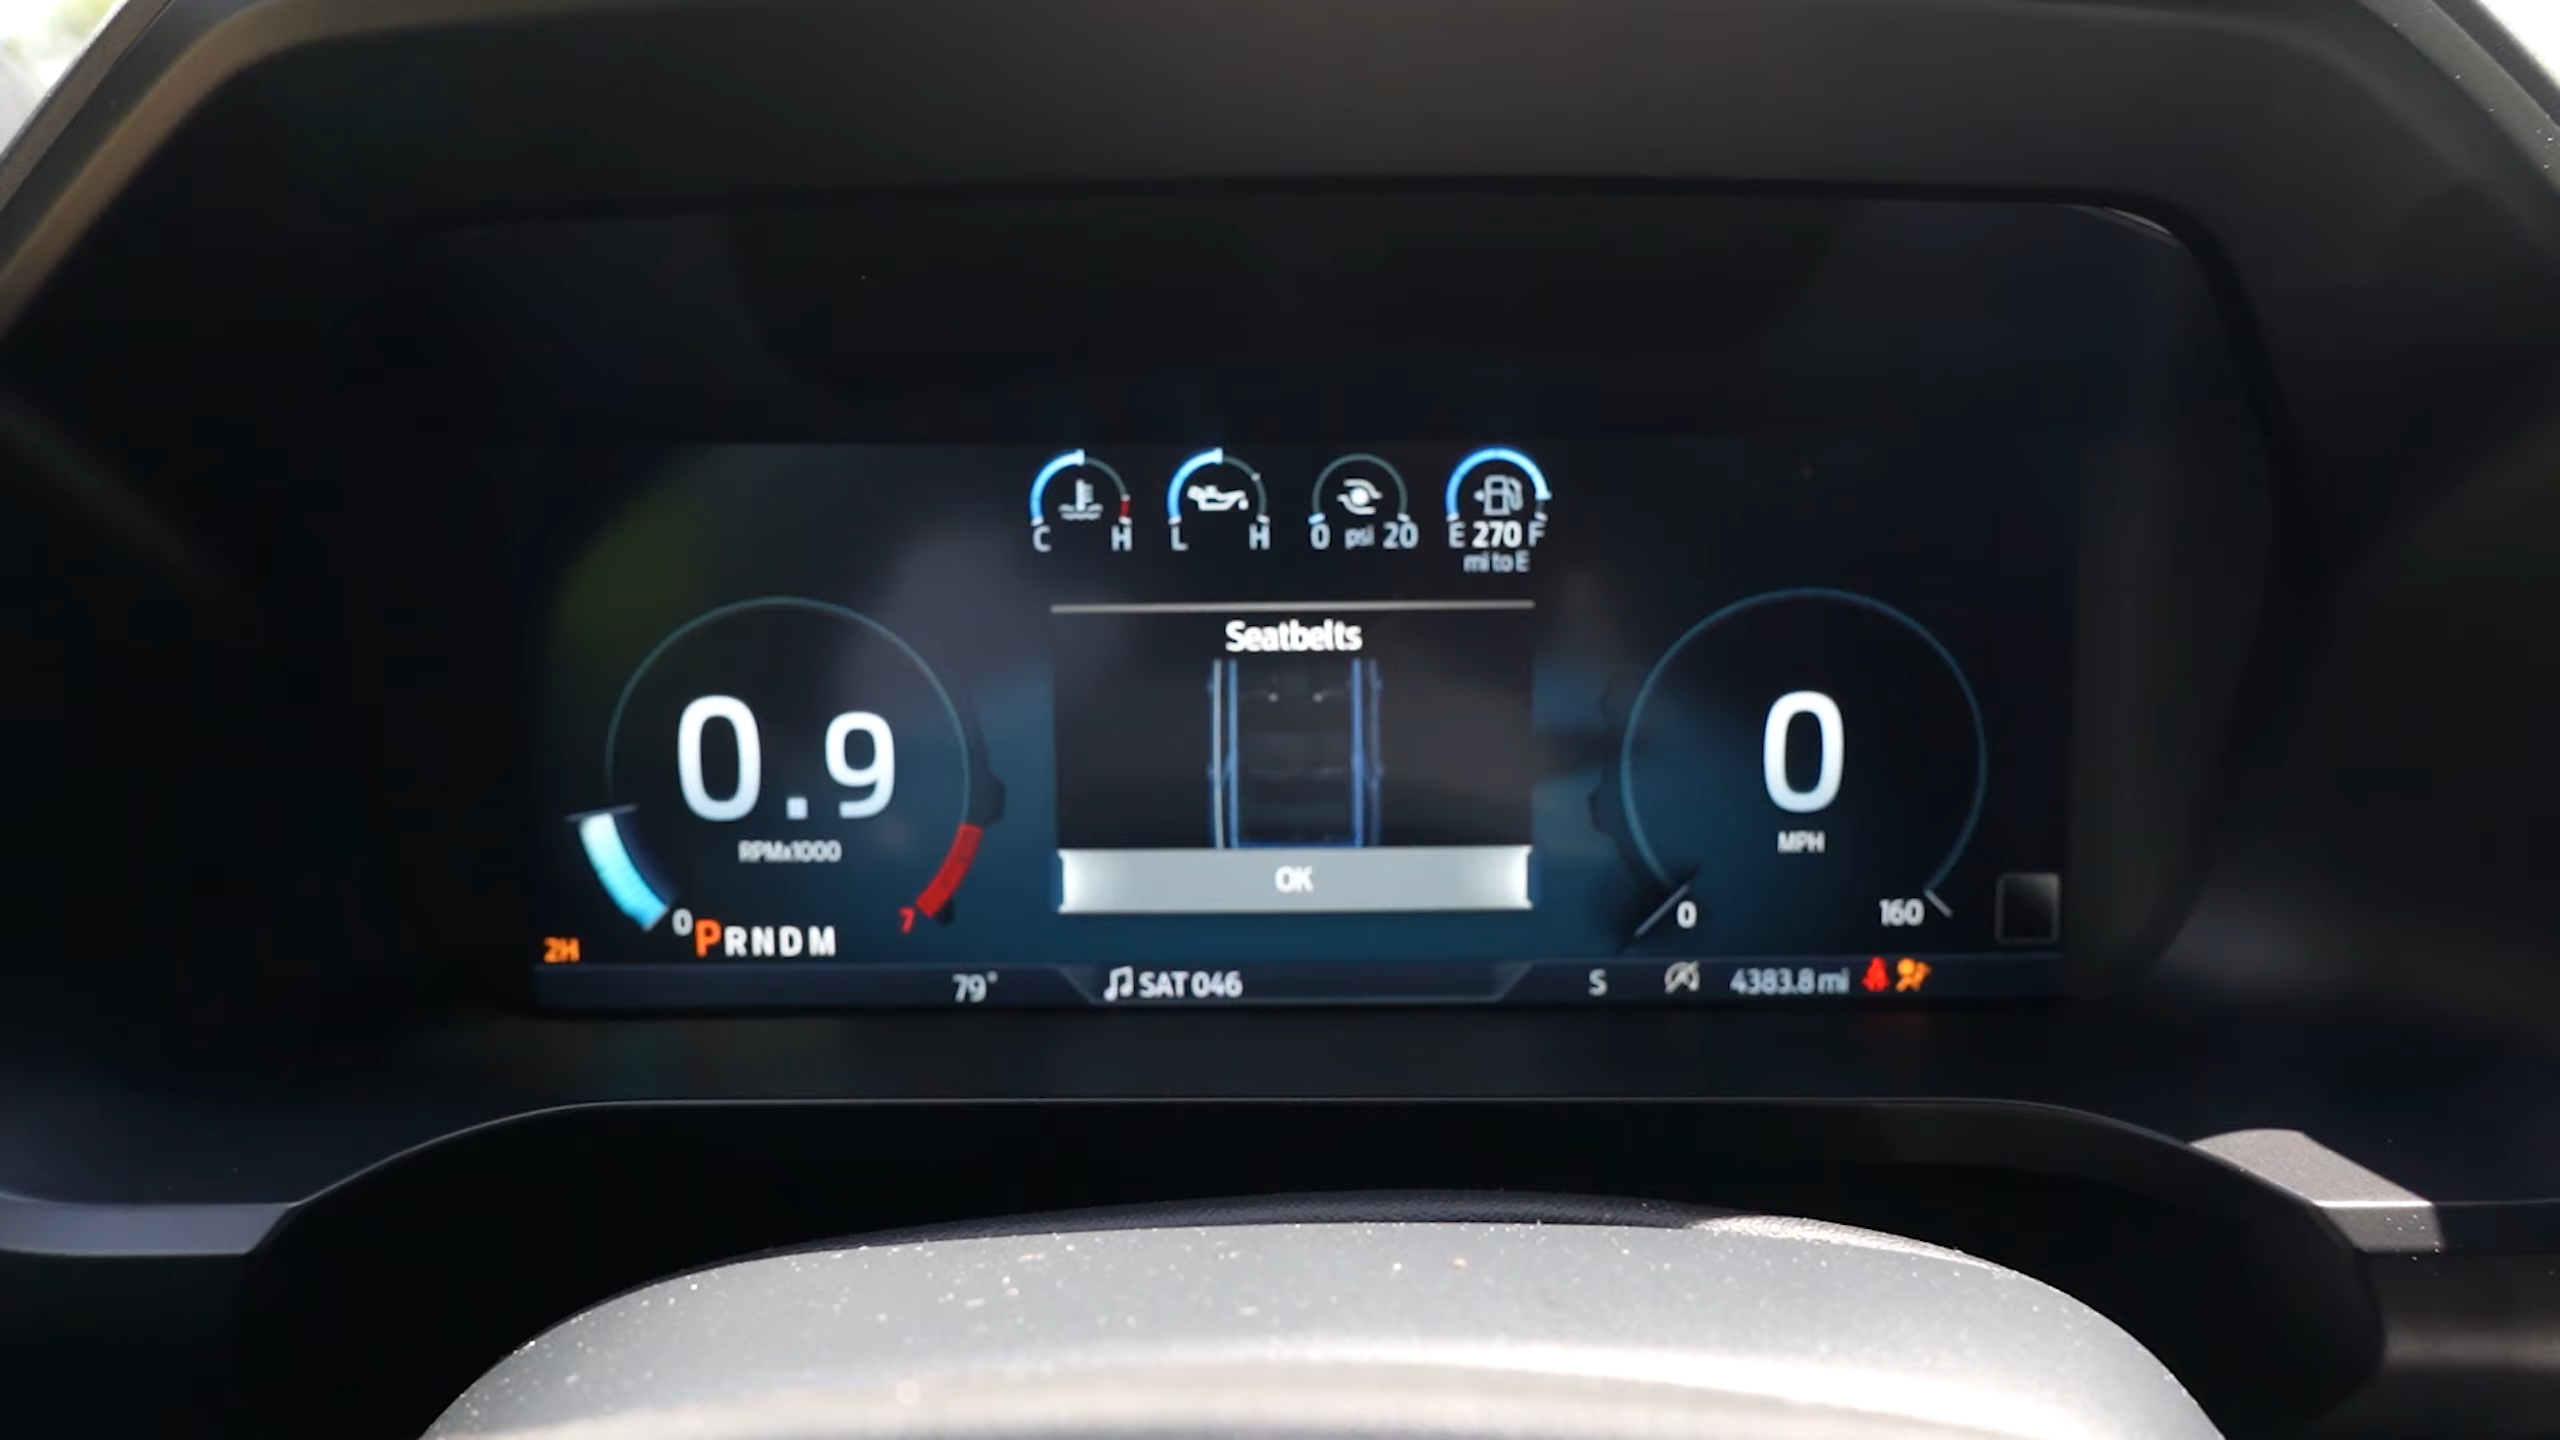 C H
L H
0 psi 20
E 270 F
mi to E
Seatbelts
0.9
RPMx1000
0
7
PRNDM
2H
OK
0
MPH
0
160
79°
SAT 046
S
4383.8 mi